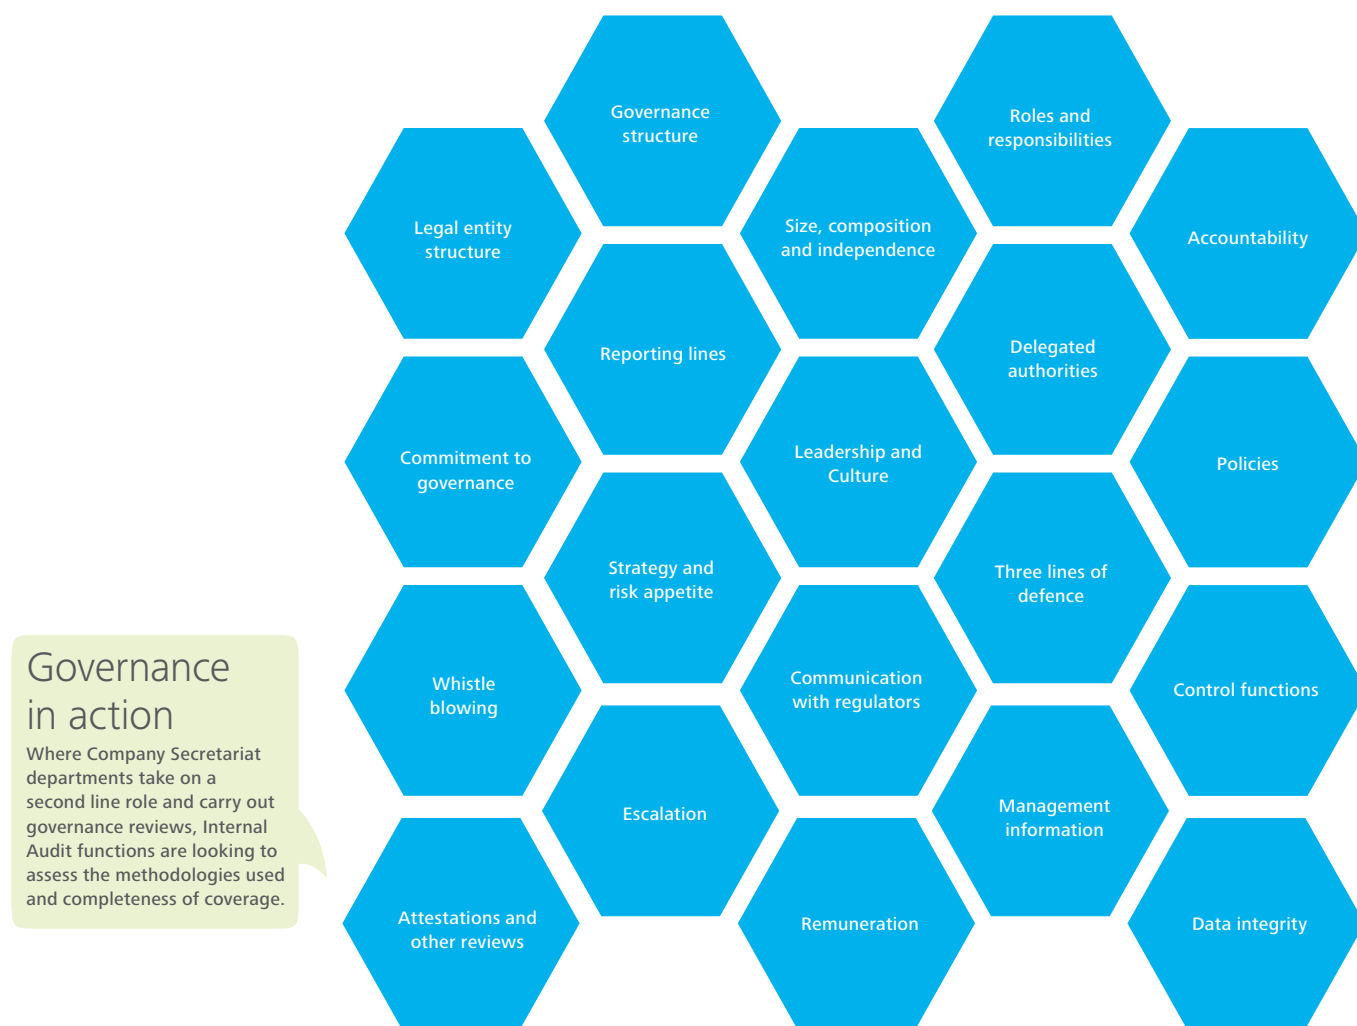 Governance
structure
Roles and
responsibilities
Legal entity
structure
Size, composition
and independence
Accountability
Reporting lines
Delegated
authorities
Commitment to
governance
Leadership and
Culture
Policies
Strategy and
risk appetite
Three lines of
defence
Whistle
blowing
Communication
with regulators
Control functions
Escalation
Management
information
Attestations and
other reviews
Remuneration
Data integrity
Governance
in action
Where Company Secretariat
departments take on a
second line role and carry out
governance reviews, Internal
Audit functions are looking to
assess the methodologies used
and completeness of coverage.